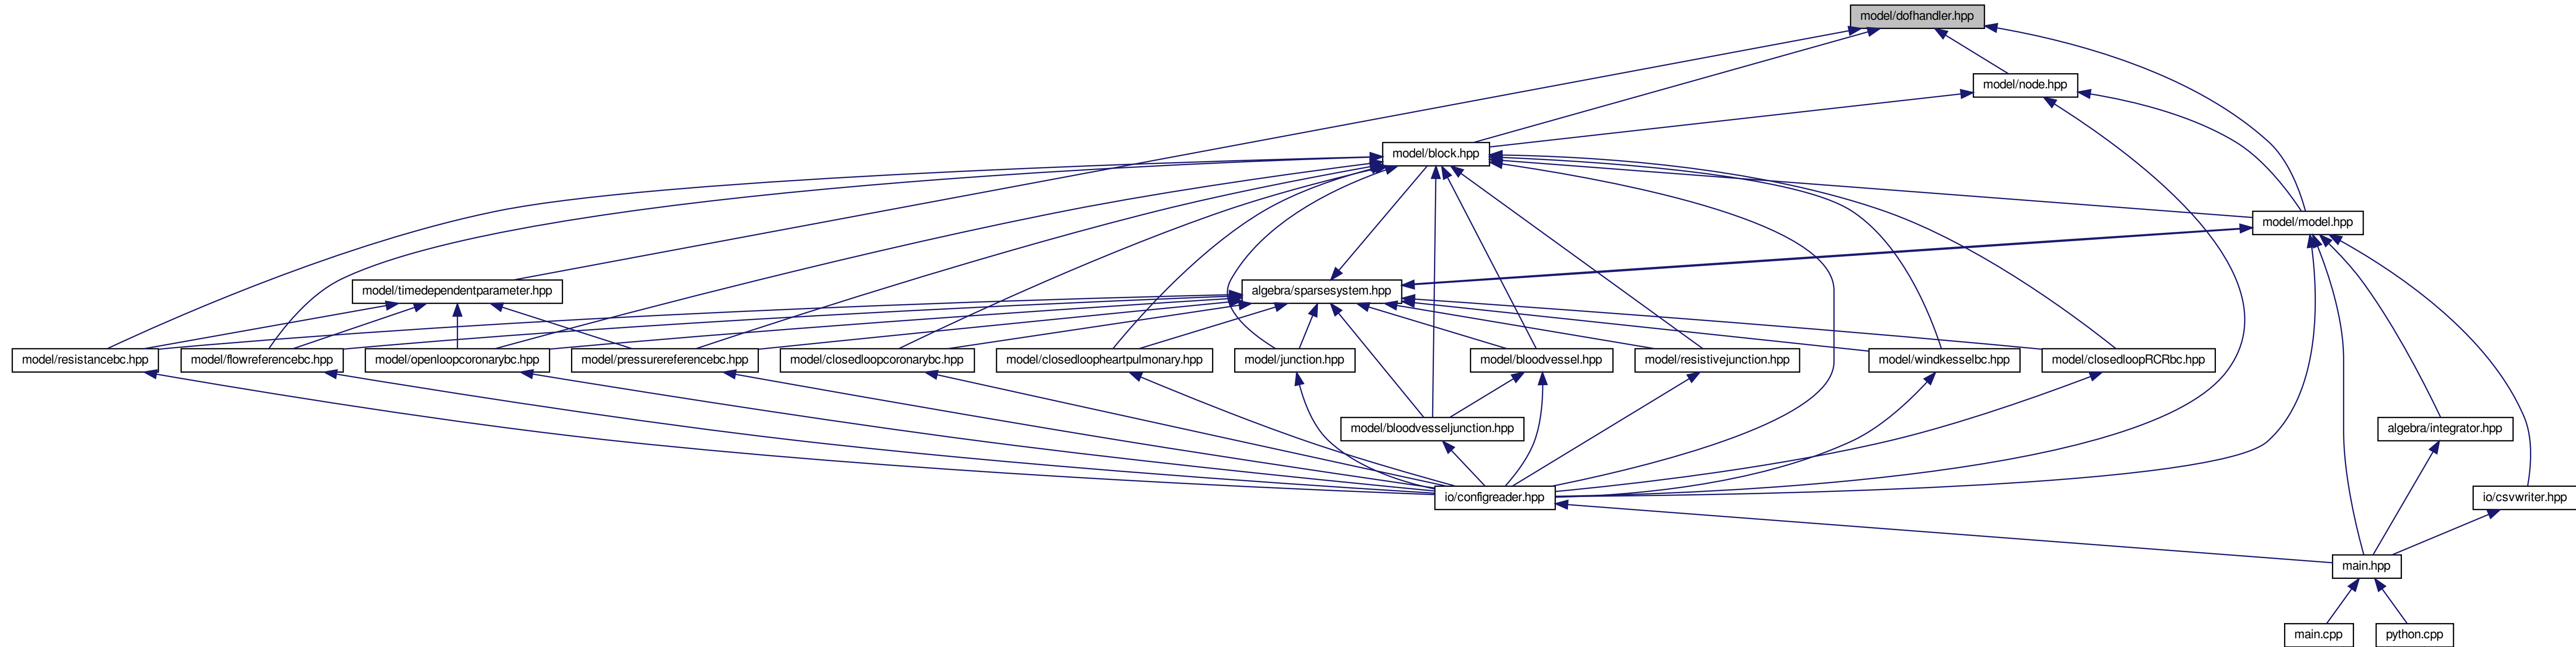 model/dofhandler.hpp
model/node.hpp
model/block.hpp
model/model.hpp
model/timedependentparameter.hpp
algebra/sparsesystem.hpp
model/resistancebc.hpp
model/flowreferencebc.hpp
model/openloopcoronarybc.hpp
model/pressurereferencebc.hpp
model/closedloopcoronarybc.hpp
model/closedloopheartpulmonary.hpp
model/junction.hpp
model/bloodvessel.hpp
model/resistivejunction.hpp
model/windkesselbc.hpp
model/closedloopRCRbc.hpp
model/bloodvesseljunction.hpp
algebra/integrator.hpp
io/configreader.hpp
io/csvwriter.hpp
main.hpp
main.cpp
python.cpp